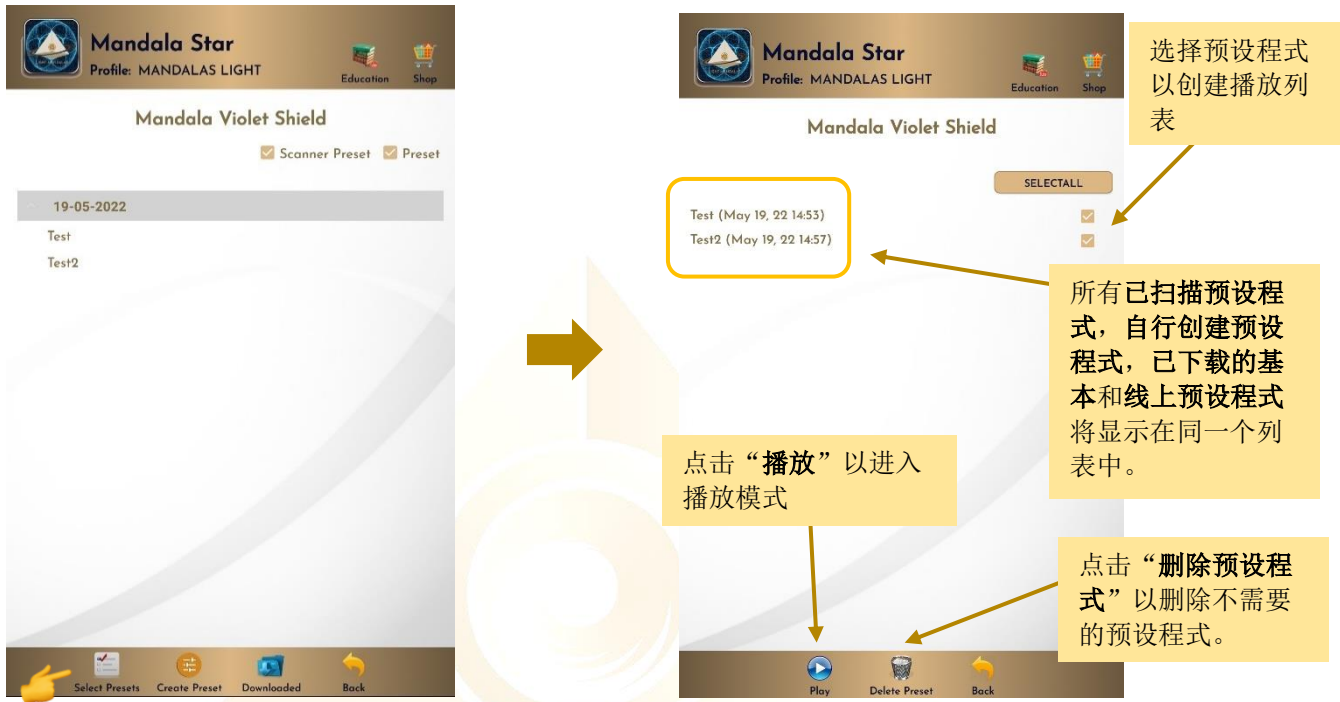 Mandala Star
Profile: MANDALAS LIGHT
Education
Shop
Mandala Violet Shield
Scanner Preset
Preset
19-05-2022
Test
Test2
Select Presets
Create Preset
Downloaded
Back
Mandala Star
Profile: MANDALAS LIGHT
Education
Shop
Mandala Violet Shield
SELECTALL
Test (May 19, 22 14:53)
Test2 (May 19, 22 14:57)
Play
Delete Preset
Back
选择预设程式
以创建播放列
表
所有已扫描预设程
式，自行创建预设
程式，已下载的基
本和线上预设程式
将显示在同一个列
表中。
点击“播放”以进入
播放模式
点击“删除预设程
式”以删除不需要
的预设程式。